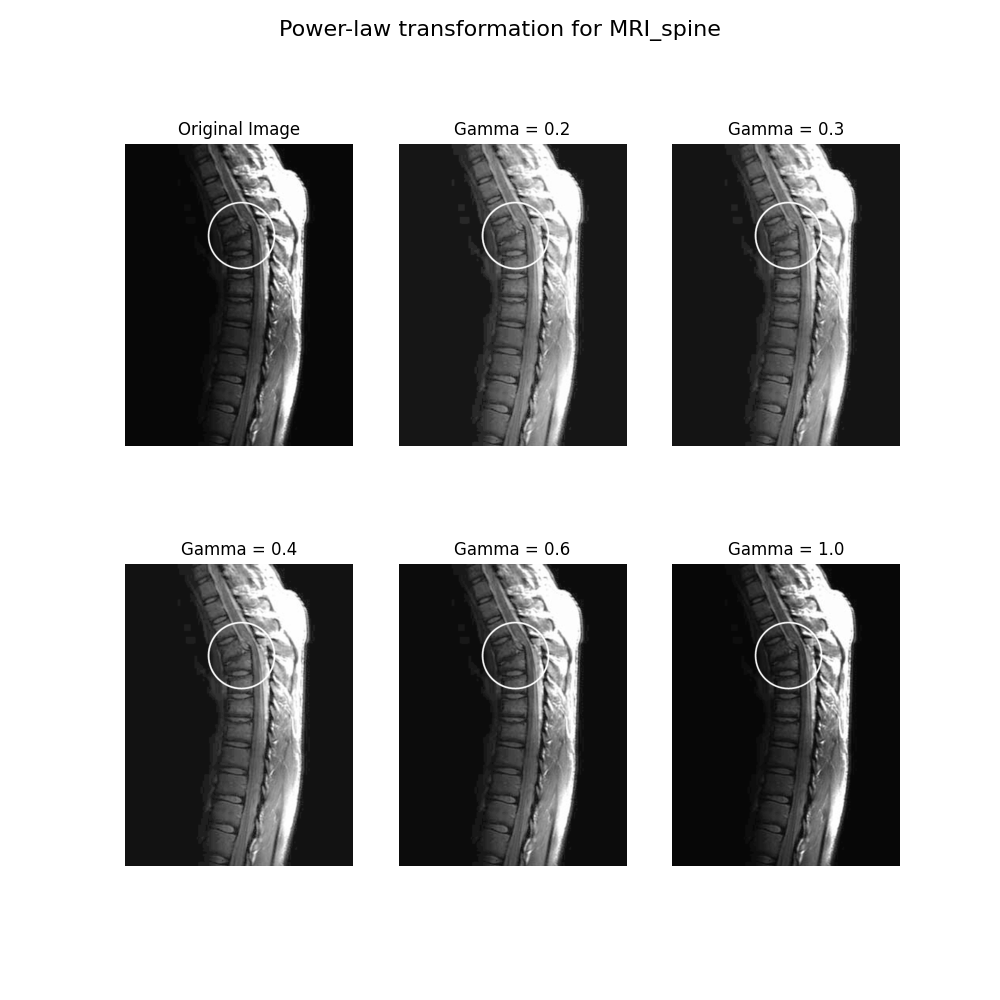 Power-law transformation for MRI_spine
Original Image
Gamma = 0.2
Gamma = 0.3
Gamma = 0.4
Gamma = 0.6
Gamma = 1.0